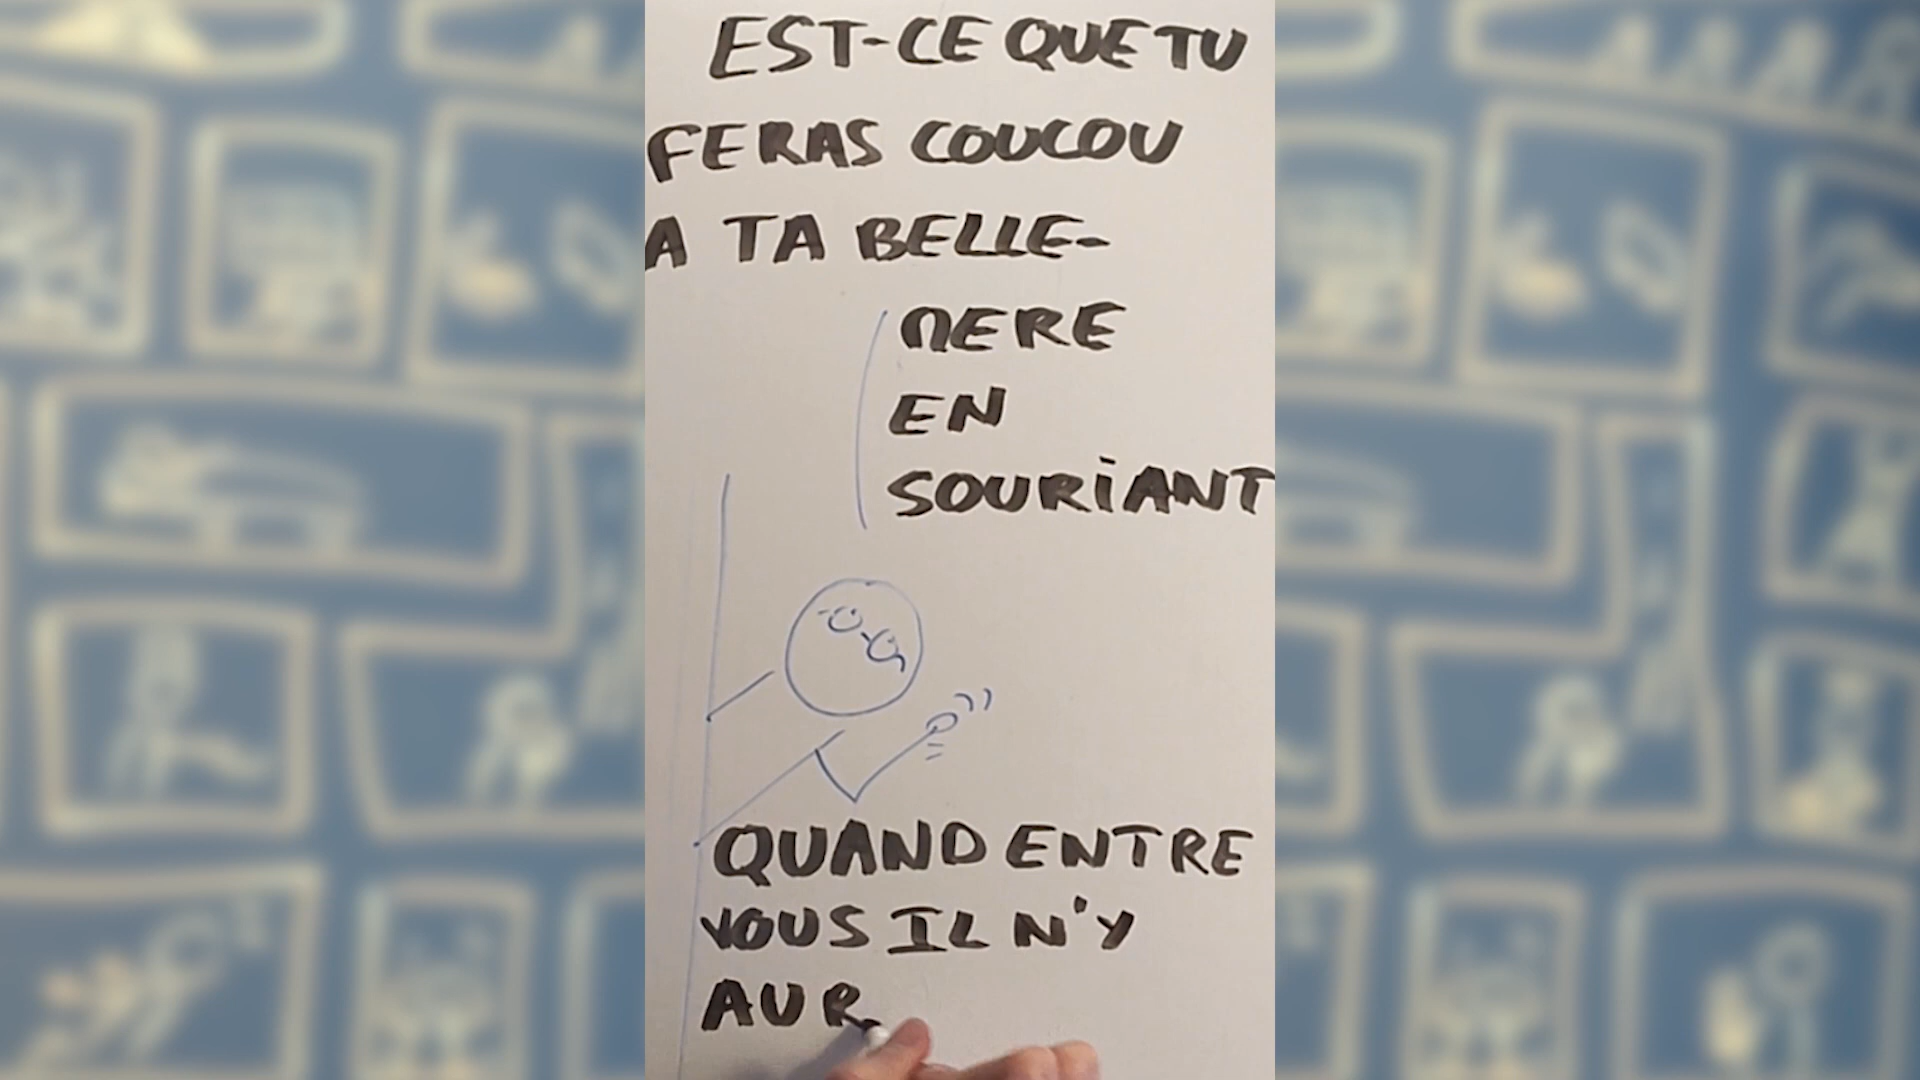 EST-CE QUE TU
FERAS COUCOU
A TA BELLE-
MERE
EN
SOURIANT
QUAND ENTRE
VOUS IL N'Y
AUR